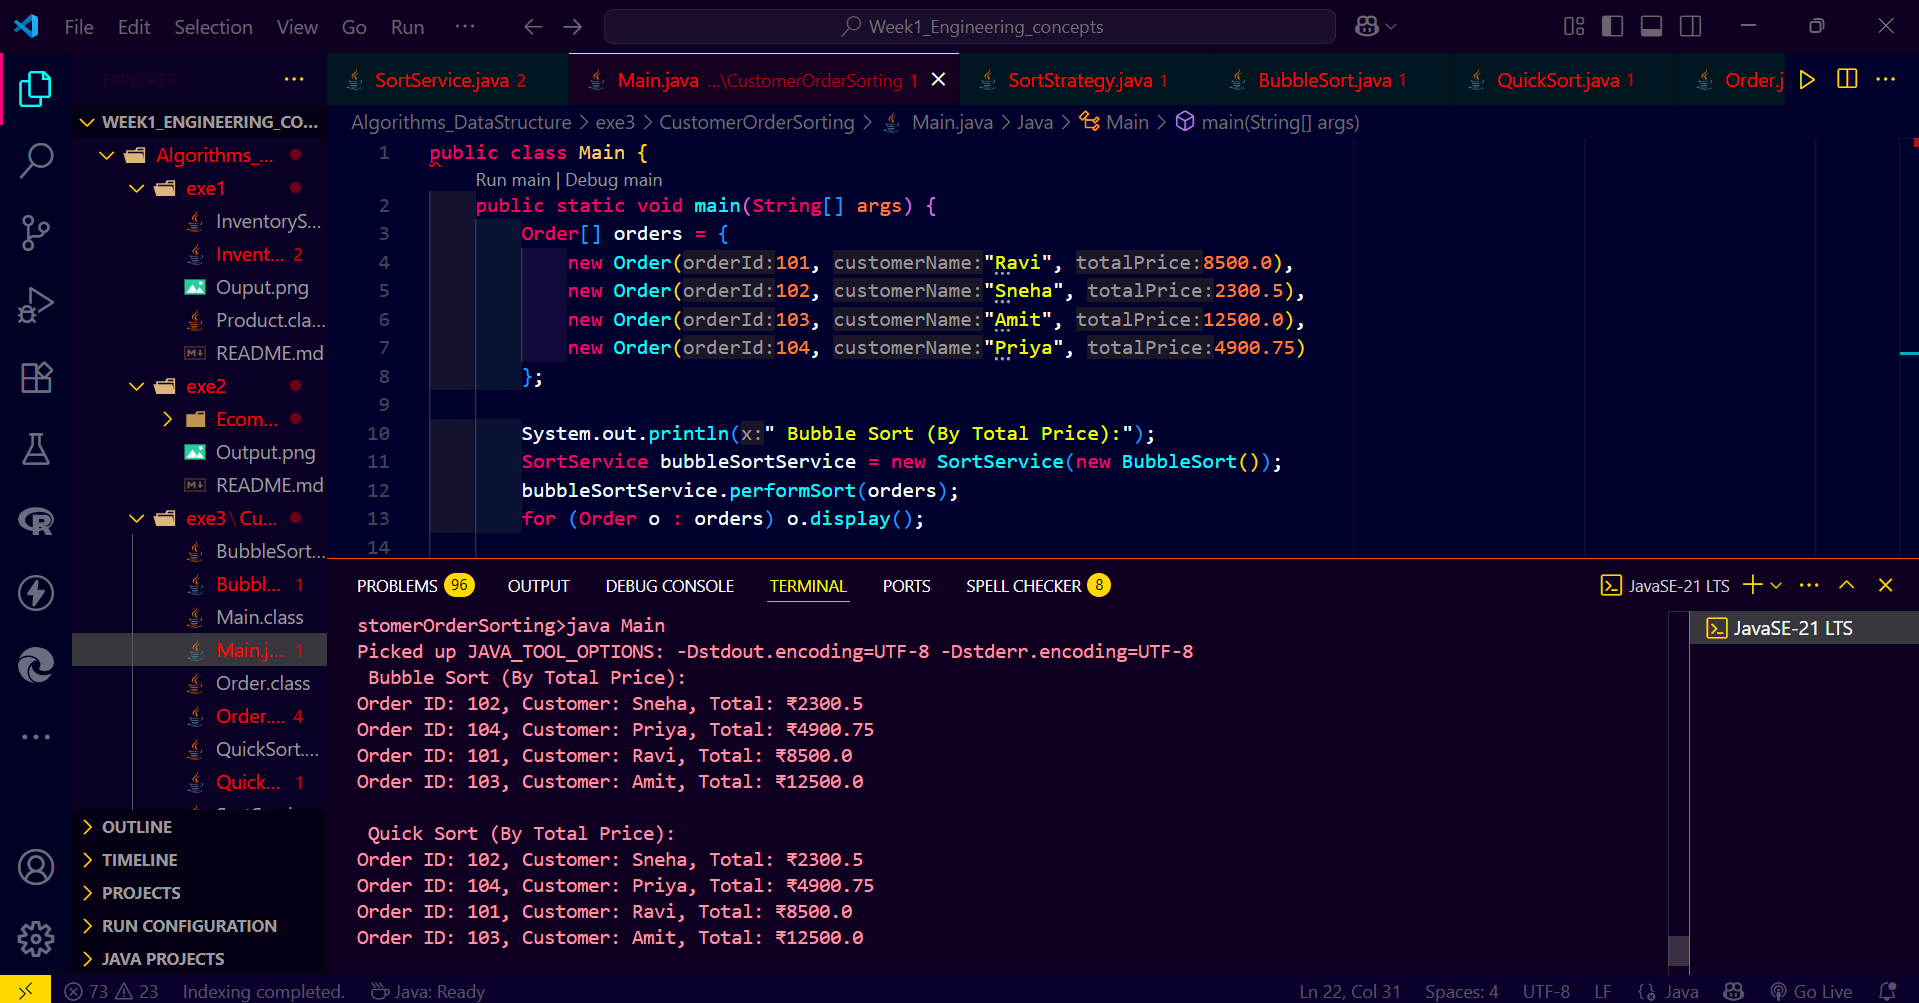 File Edit Selection View Go Run ··· Week1_Engineering_concepts
EXPLORER ···
SortService.java 2 Main.java ...\CustomerOrderSorting 1 SortStrategy.java 1 BubbleSort.java 1 QuickSort.java 1 Order.j
WEEK1_ENGINEERING_CO...
Algorithms_...
exe1
InventoryS...
Invent... 2
Ouput.png
Product.cla...
README.md
exe2
Ecom...
Output.png
README.md
exe3\Cu...
BubbleSort...
Bubbl... 1
Main.class
Main.j... 1
Order.class
Order.... 4
QuickSort....
Quick... 1
OUTLINE
TIMELINE
PROJECTS
RUN CONFIGURATION
JAVA PROJECTS
Algorithms_DataStructure > exe3 > CustomerOrderSorting > Main.java > Java > Main > main(String[] args)
1 public class Main {
Run main | Debug main
2 public static void main(String[] args) {
3 Order[] orders = {
4 new Order(orderId:101, customerName:"Ravi", totalPrice:8500.0),
5 new Order(orderId:102, customerName:"Sneha", totalPrice:2300.5),
6 new Order(orderId:103, customerName:"Amit", totalPrice:12500.0),
7 new Order(orderId:104, customerName:"Priya", totalPrice:4900.75)
8 };
9
10 System.out.println(x:" Bubble Sort (By Total Price):");
11 SortService bubbleSortService = new SortService(new BubbleSort());
12 bubbleSortService.performSort(orders);
13 for (Order o : orders) o.display();
14
PROBLEMS 96 OUTPUT DEBUG CONSOLE TERMINAL PORTS SPELL CHECKER 8 JavaSE-21 LTS
JavaSE-21 LTS
stomerOrderSorting>java Main
Picked up JAVA_TOOL_OPTIONS: -Dstdout.encoding=UTF-8 -Dstderr.encoding=UTF-8
Bubble Sort (By Total Price):
Order ID: 102, Customer: Sneha, Total: ₹2300.5
Order ID: 104, Customer: Priya, Total: ₹4900.75
Order ID: 101, Customer: Ravi, Total: ₹8500.0
Order ID: 103, Customer: Amit, Total: ₹12500.0
Quick Sort (By Total Price):
Order ID: 102, Customer: Sneha, Total: ₹2300.5
Order ID: 104, Customer: Priya, Total: ₹4900.75
Order ID: 101, Customer: Ravi, Total: ₹8500.0
Order ID: 103, Customer: Amit, Total: ₹12500.0
73 23 Indexing completed. Java: Ready Ln 22, Col 31 Spaces: 4 UTF-8 LF Java Go Live